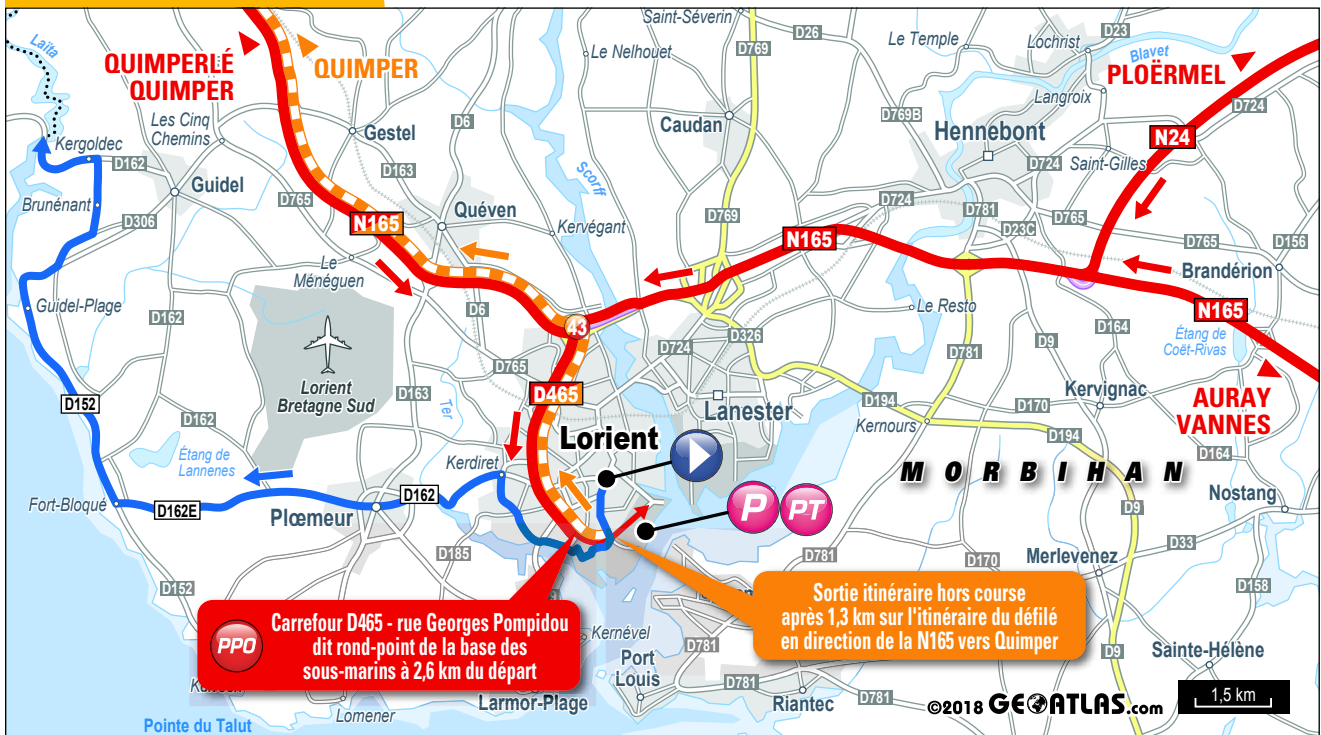 Saint-Séverin
D26
Le Temple
Lochrist
D23
Laïta
QUIMPERLÉ
QUIMPER
QUIMPER
Le Nelhouet
D769
Blavet
PLOËRMEL
Langroix
D724
Les Cinq
Chemins
Gestel
D6
Caudan
D769B
Hennebont
N24
Kergoldec
D162
D163
Scorff
D724
Saint-Gilles
Guidel
Brunénant
D765
Quéven
D724
D781
D765
D306
N165
Kervégant
D769
N165
D23C
D765
D156
Le
Ménéguen
Brandérion
Guidel-Plage
D162
D6
43
Le Resto
N165
D326
D164
Étang de
Coët-Rivas
D724
D781
D9
Lorient
Bretagne Sud
D163
D765
D465
Kervignac
AURAY
VANNES
D152
D162
Ter
Lanester
D194
D170
Lorient
Kernours
D194
Étang de
Lannenes
Kerdiret
D164
MORBIHAN
D162
Nostang
Fort-Bloqué
D162E
Plœmeur
P
PT
D9
D185
D781
D170
D33
Merlevenez
D152
D158
Carrefour D465 - rue Georges Pompidou
dit rond-point de la base des
sous-marins à 2,6 km du départ
PPO
Sortie itinéraire hors course
après 1,3 km sur l'itinéraire du défilé
en direction de la N165 vers Quimper
Kernével
D781
D9
Sainte-Hélène
Port
Louis
D781
D781
Larmor-Plage
Riantec
Lomener
Pointe du Talut
©2018 GEOATLAS.com
1,5 km